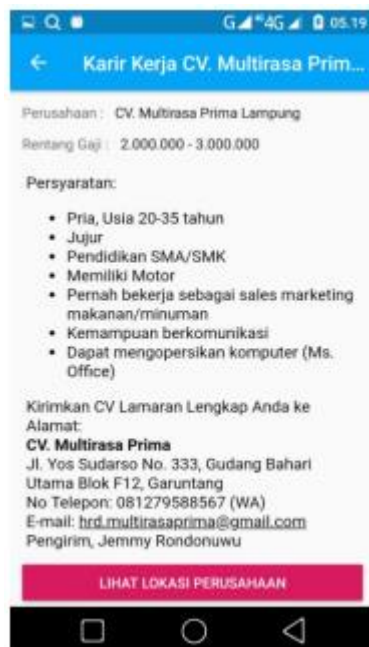 G 4G 05.19
Karir Kerja CV. Multirasa Prim...
Perusahaan : CV. Multirasa Prima Lampung
Rentang Gaji : 2.000.000 - 3.000.000
Persyaratan:
• Pria, Usia 20-35 tahun
• Jujur
• Pendidikan SMA/SMK
• Memiliki Motor
• Pernah bekerja sebagai sales marketing
makanan/minuman
• Kemampuan berkomunikasi
• Dapat mengopersikan komputer (Ms.
Office)
Kirimkan CV Lamaran Lengkap Anda ke
Alamat:
CV. Multirasa Prima
Jl. Yos Sudarso No. 333, Gudang Bahari
Utama Blok F12, Garuntang
No Telepon: 081279588567 (WA)
E-mail: hrd.multirasaprima@gmail.com
Pengirim, Jemmy Rondonuwu
LIHAT LOKASI PERUSAHAAN